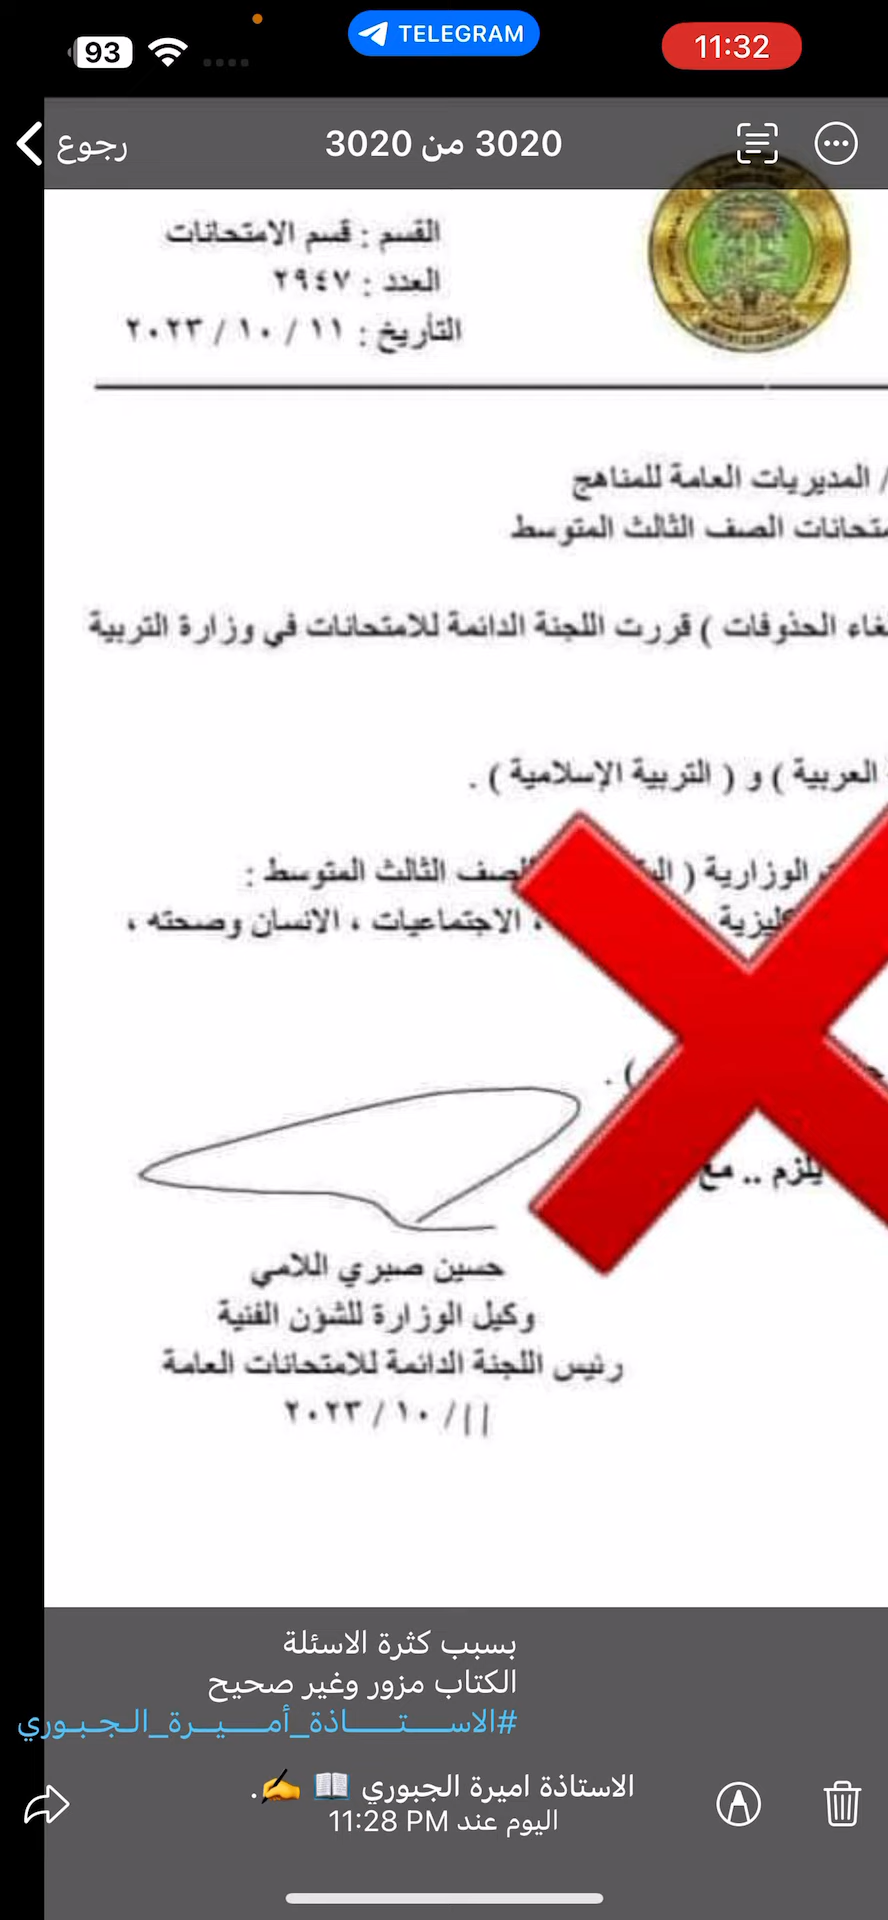 93
TELEGRAM
11:32
رجوع
3020 من 3020
القسم : قسم الامتحانات
العدد : ٢٩٤٧
التأريخ : ١١ / ١٠ / ٢٠٢٣
/ المديريات العامة للمناهج
الصف الثالث المتوسط
الحذوفات ) قررت اللجنة الدائمة للامتحانات في وزارة التربية
العربية ) و ( التربية الإسلامية ) .
الوزارية ( الصف الثالث المتوسط :
، الاجتماعيات ، الانسان وصحته ،
) .
يلزم .. مع
حسين صبري اللامي
وكيل الوزارة للشؤن الفنية
رئيس اللجنة الدائمة للامتحانات العامة
١١ / ١٠ / ٢٠٢٣
بسبب كثرة الاسئلة
الكتاب مزور وغير صحيح
#الاســـتــــاذة_أمــــيــرة_الـجـبـوري
الاستاذة اميرة الجبوري 📖 ✍️.
اليوم عند 11:28 PM